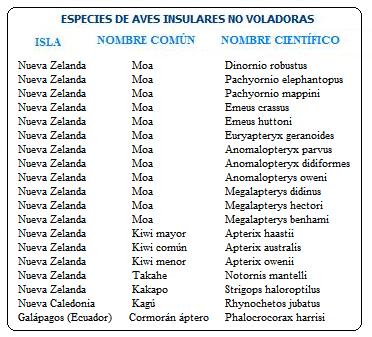 ESPECIES DE AVES INSULARES NO VOLADORAS
ISLA NOMBRE COMÚN NOMBRE CIENTÍFICO
Nueva Zelanda Moa Dinornio robustus
Nueva Zelanda Moa Pachyornio elephantopus
Nueva Zelanda Moa Pachyornio mappini
Nueva Zelanda Moa Emeus crassus
Nueva Zelanda Moa Emeus huttoni
Nueva Zelanda Moa Euryapteryx geranoides
Nueva Zelanda Moa Anomalopteryx parvus
Nueva Zelanda Moa Anomalopteryx didiformes
Nueva Zelanda Moa Anomalopteryx oweni
Nueva Zelanda Moa Megalapterys didinus
Nueva Zelanda Moa Megalapterys hectori
Nueva Zelanda Moa Megalapterys benhami
Nueva Zelanda Kiwi mayor Apterix haastii
Nueva Zelanda Kiwi común Apterix australis
Nueva Zelanda Kiwi menor Apterix owenii
Nueva Zelanda Takahe Notornis mantelli
Nueva Zelanda Kakapo Strigops haloroptilus
Nueva Caledonia Kagú Rhynochetos jubatus
Galápagos (Ecuador) Cormorán áptero Phalocrocorax harrisi